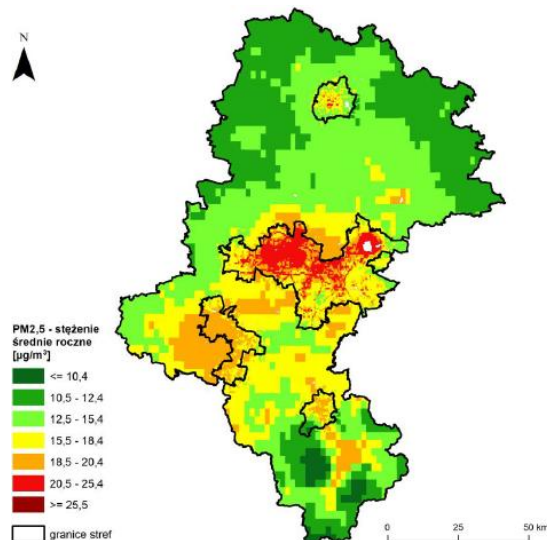 N
PM2,5 - stężenie
średnie roczne
[µg/m³]
<= 10,4
10,5 - 12,4
12,5 - 15,4
15,5 - 18,4
18,5 - 20,4
20,5 - 25,4
>= 25,5
granice stref
0 25 50 km